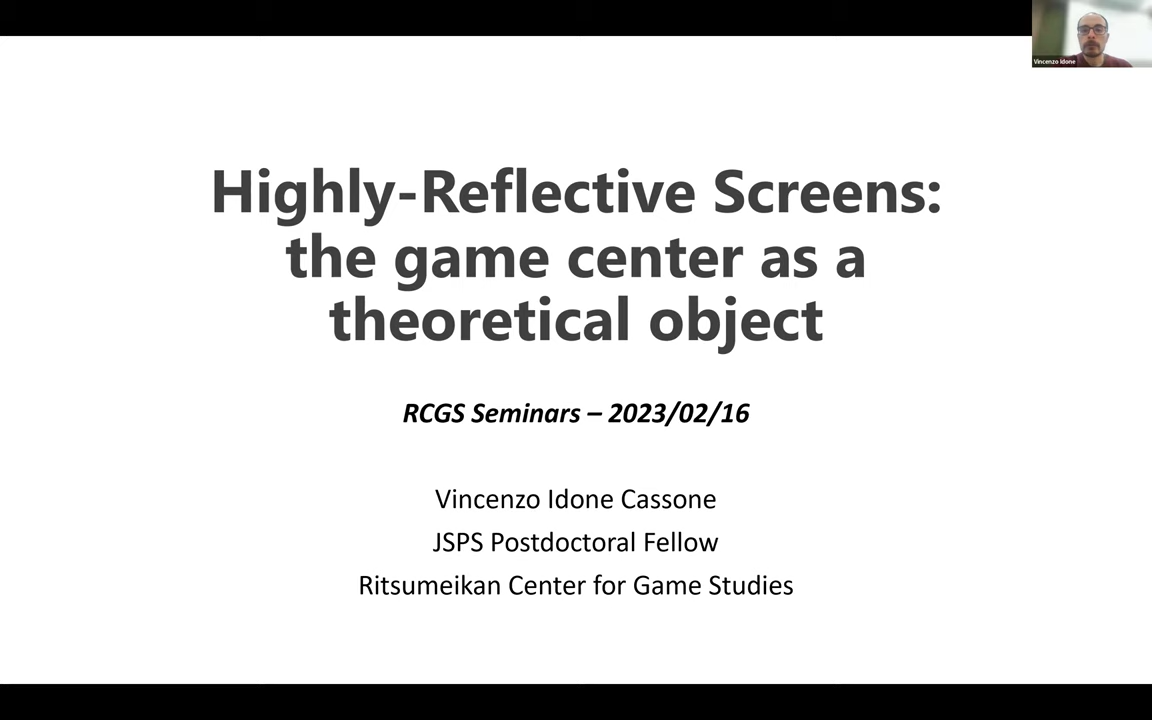 Vincenzo Idone
Highly-Reflective Screens:
the game center as a
theoretical object
RCGS Seminars – 2023/02/16
Vincenzo Idone Cassone
JSPS Postdoctoral Fellow
Ritsumeikan Center for Game Studies